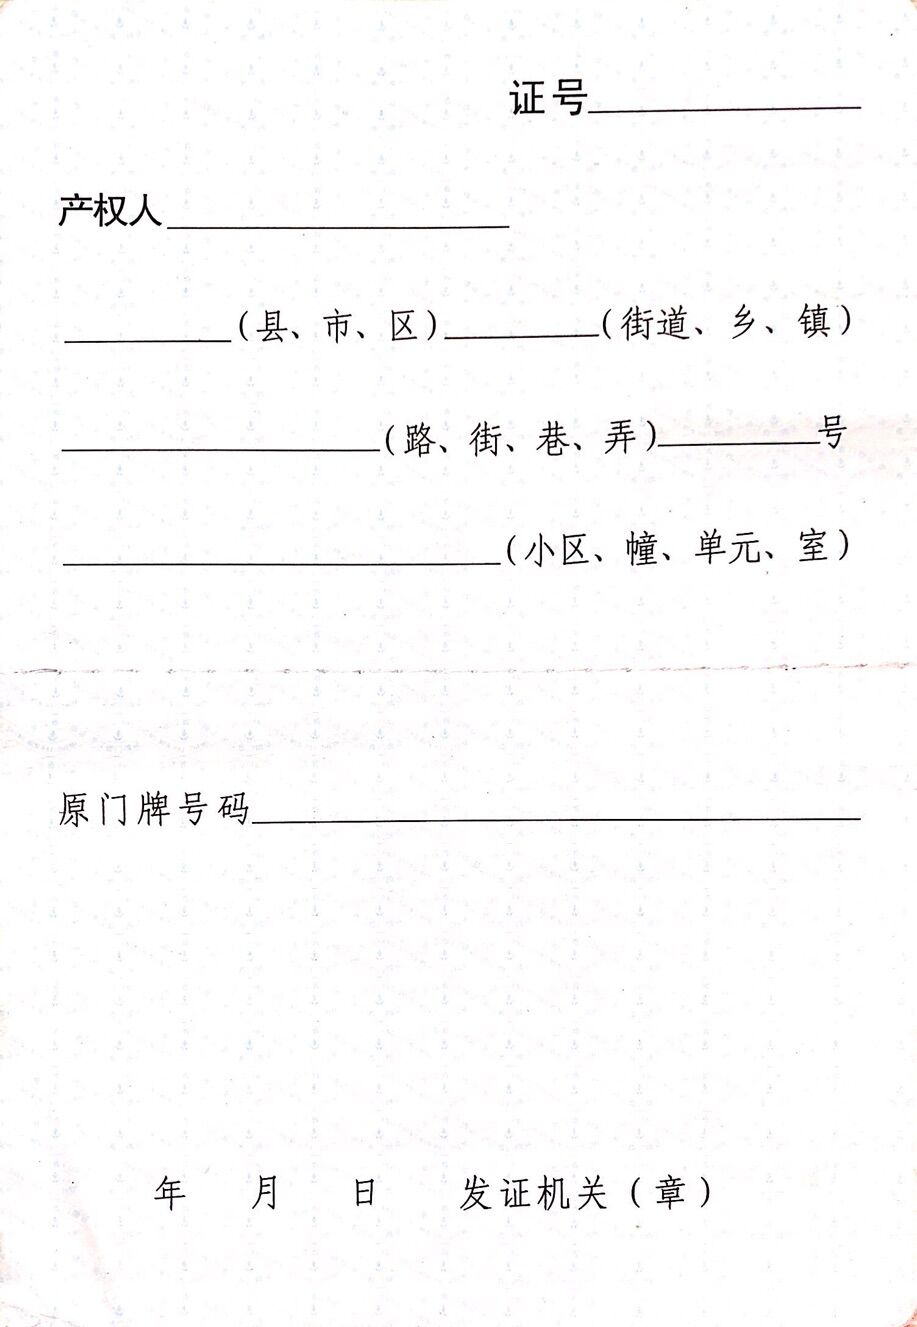 证号
产权人
(县、市、区) (街道、乡、镇)
(路、街、巷、弄) 号
(小区、幢、单元、室)
原门牌号码
年 月 日 发证机关(章)